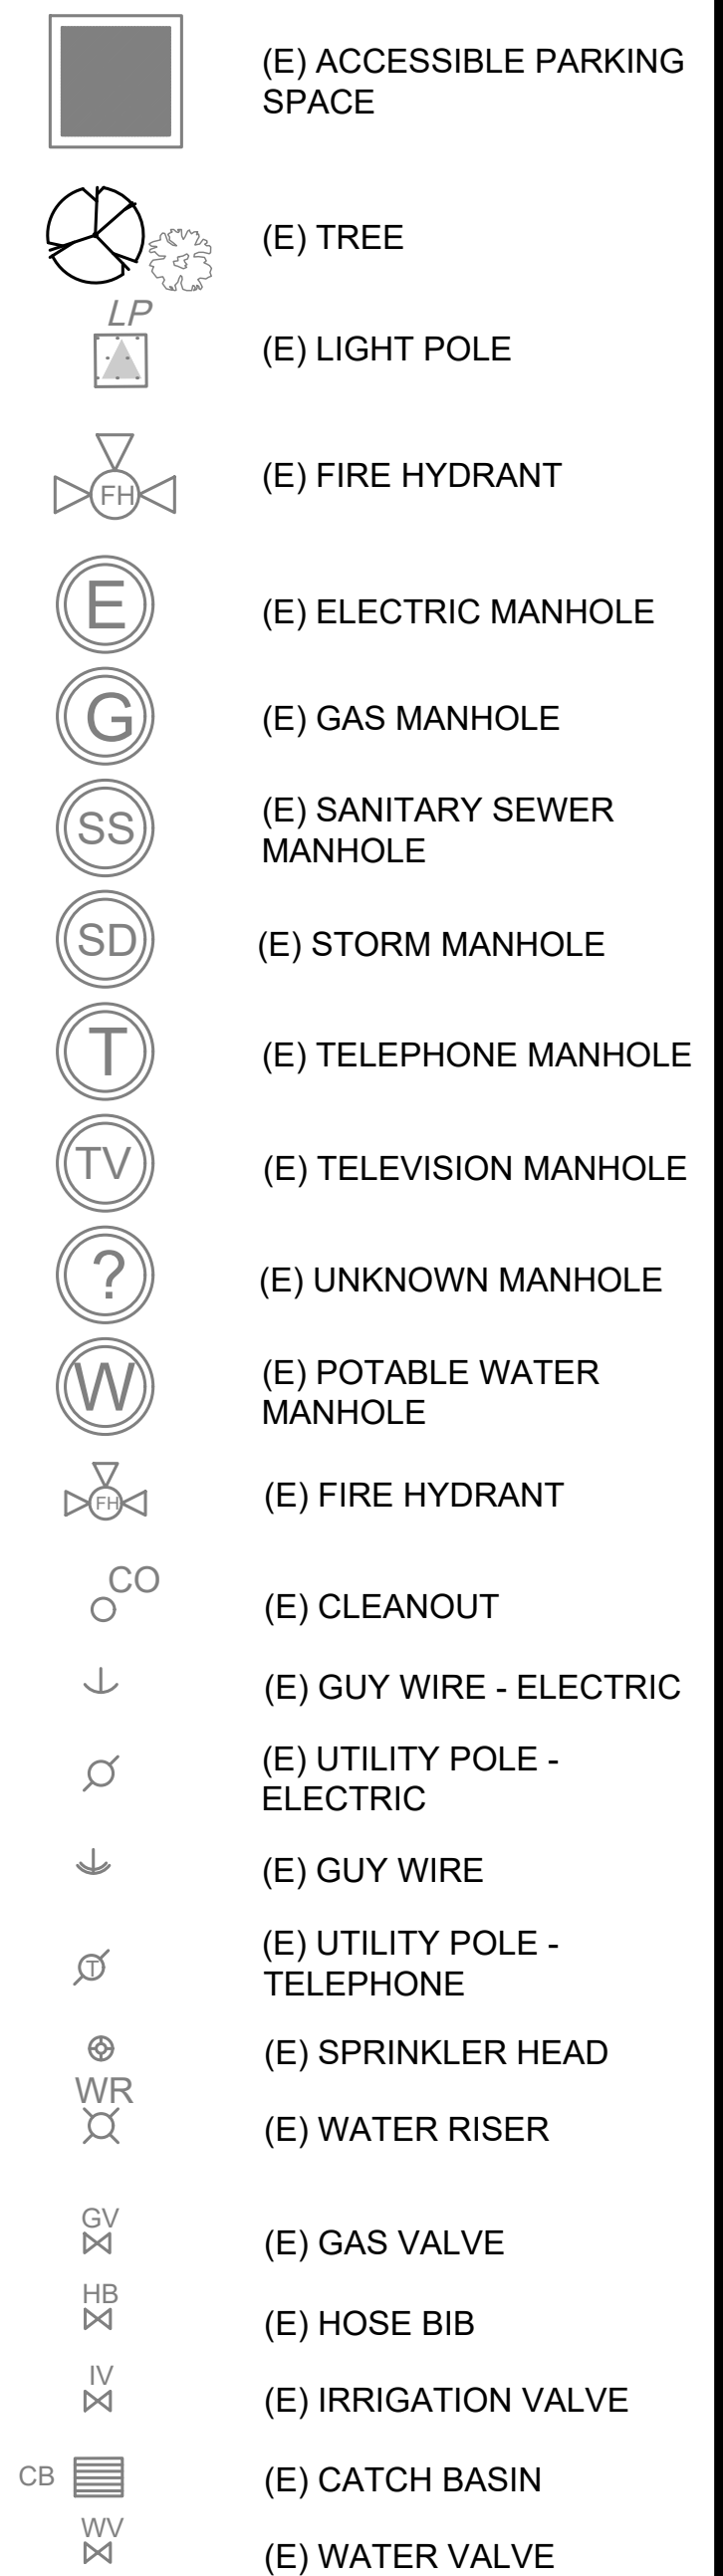 (E) ACCESSIBLE PARKING
SPACE
(E) TREE
LP
(E) LIGHT POLE
FH
(E) FIRE HYDRANT
E
(E) ELECTRIC MANHOLE
G
(E) GAS MANHOLE
SS
(E) SANITARY SEWER
MANHOLE
SD
(E) STORM MANHOLE
T
(E) TELEPHONE MANHOLE
TV
(E) TELEVISION MANHOLE
?
(E) UNKNOWN MANHOLE
W
(E) POTABLE WATER
MANHOLE
FH
(E) FIRE HYDRANT
CO
(E) CLEANOUT
(E) GUY WIRE - ELECTRIC
(E) UTILITY POLE -
ELECTRIC
(E) GUY WIRE
T
(E) UTILITY POLE -
TELEPHONE
(E) SPRINKLER HEAD
WR
(E) WATER RISER
GV
(E) GAS VALVE
HB
(E) HOSE BIB
IV
(E) IRRIGATION VALVE
CB
(E) CATCH BASIN
WV
(E) WATER VALVE